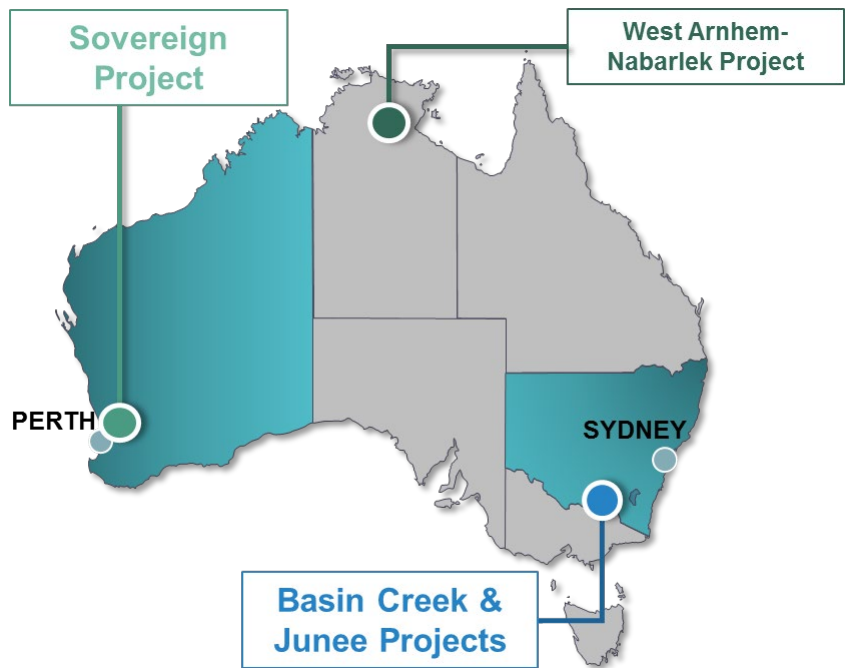 Sovereign
Project
West Arnhem-
Nabarlek Project
PERTH
SYDNEY
Basin Creek &
Junee Projects